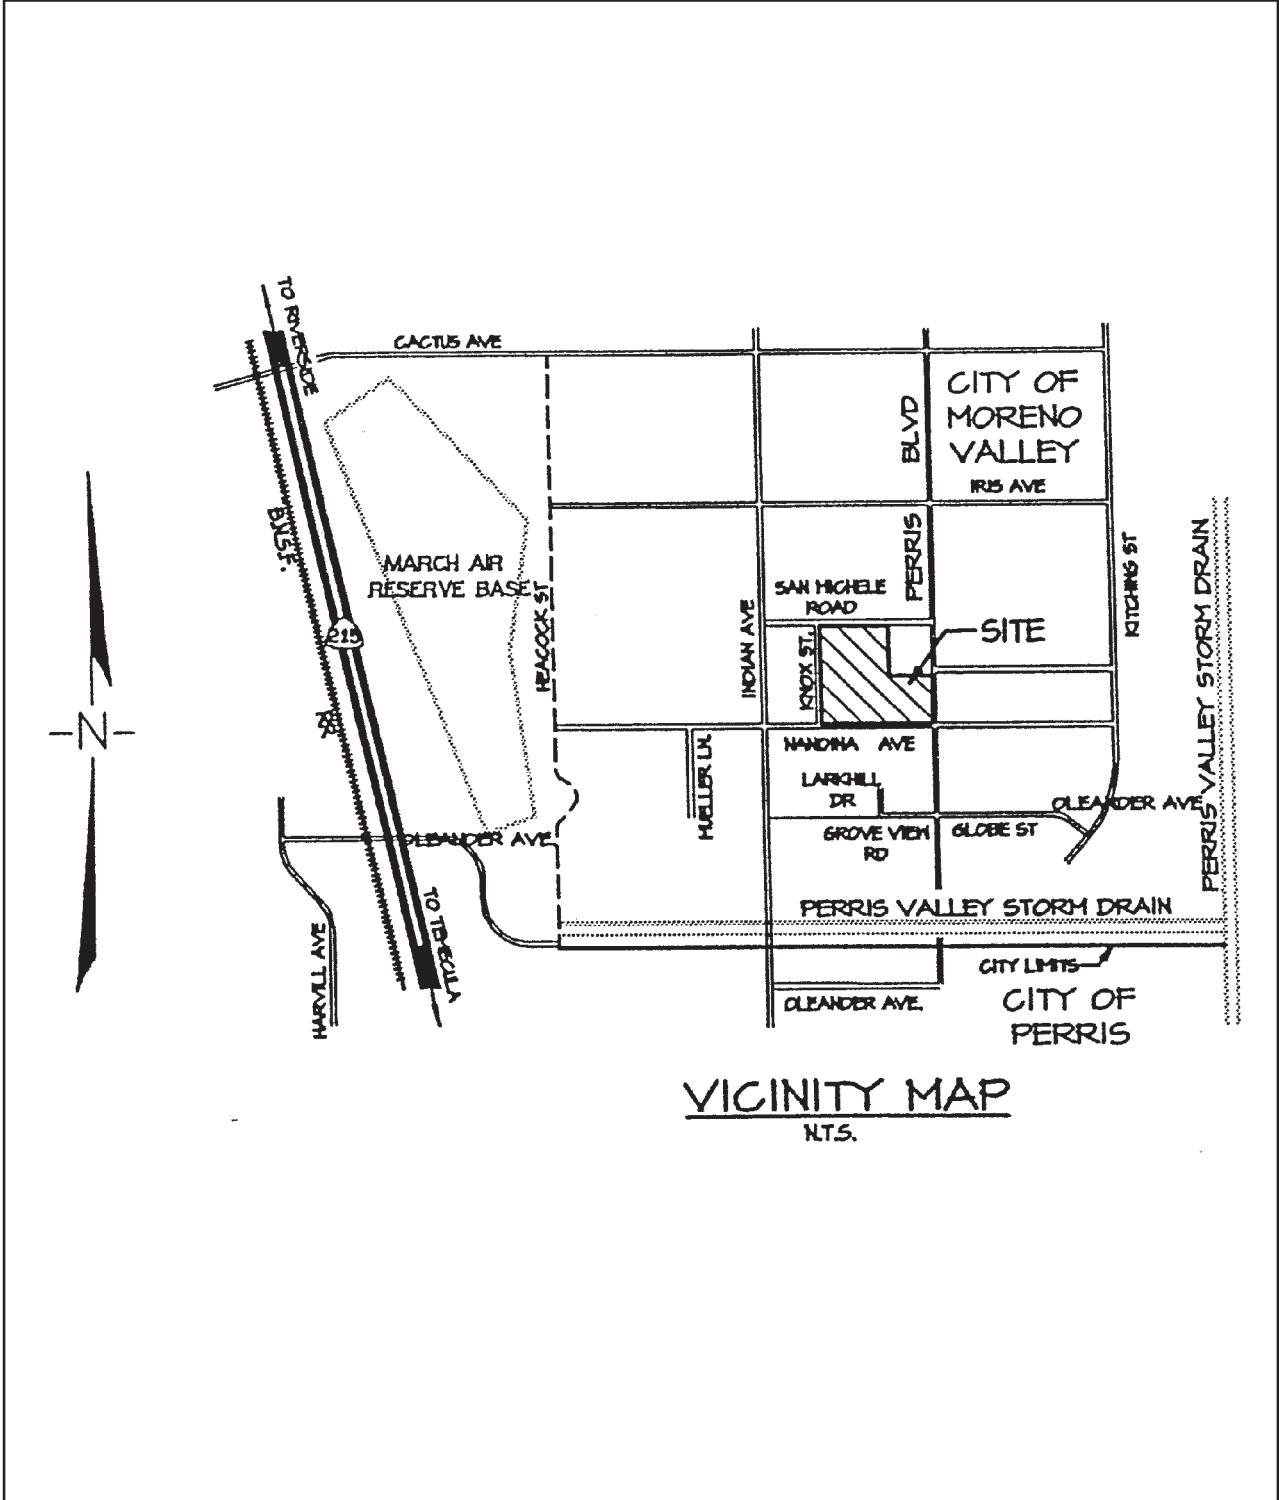 TO RIVERSIDE
CACTUS AVE
CITY OF
MORENO
VALLEY
BLVD
IRIS AVE
B.N.S.F.
MARCH AIR
RESERVE BASE
PERRIS
KITCHING ST
PERRIS VALLEY STORM DRAIN
SAN MICHELE
ROAD
HEACOCK ST
INDIAN AVE
KNOX ST.
SITE
215
N
NANDINA AVE
MUELLER LN.
LARKHILL
DR
OLEANDER AVE
OLEANDER AVE
GROVE VIEW
RD
GLOBE ST
TO TEMECULA
PERRIS VALLEY STORM DRAIN
HARVILL AVE
CITY LIMITS
OLEANDER AVE.
CITY OF
PERRIS
VICINITY MAP
N.T.S.